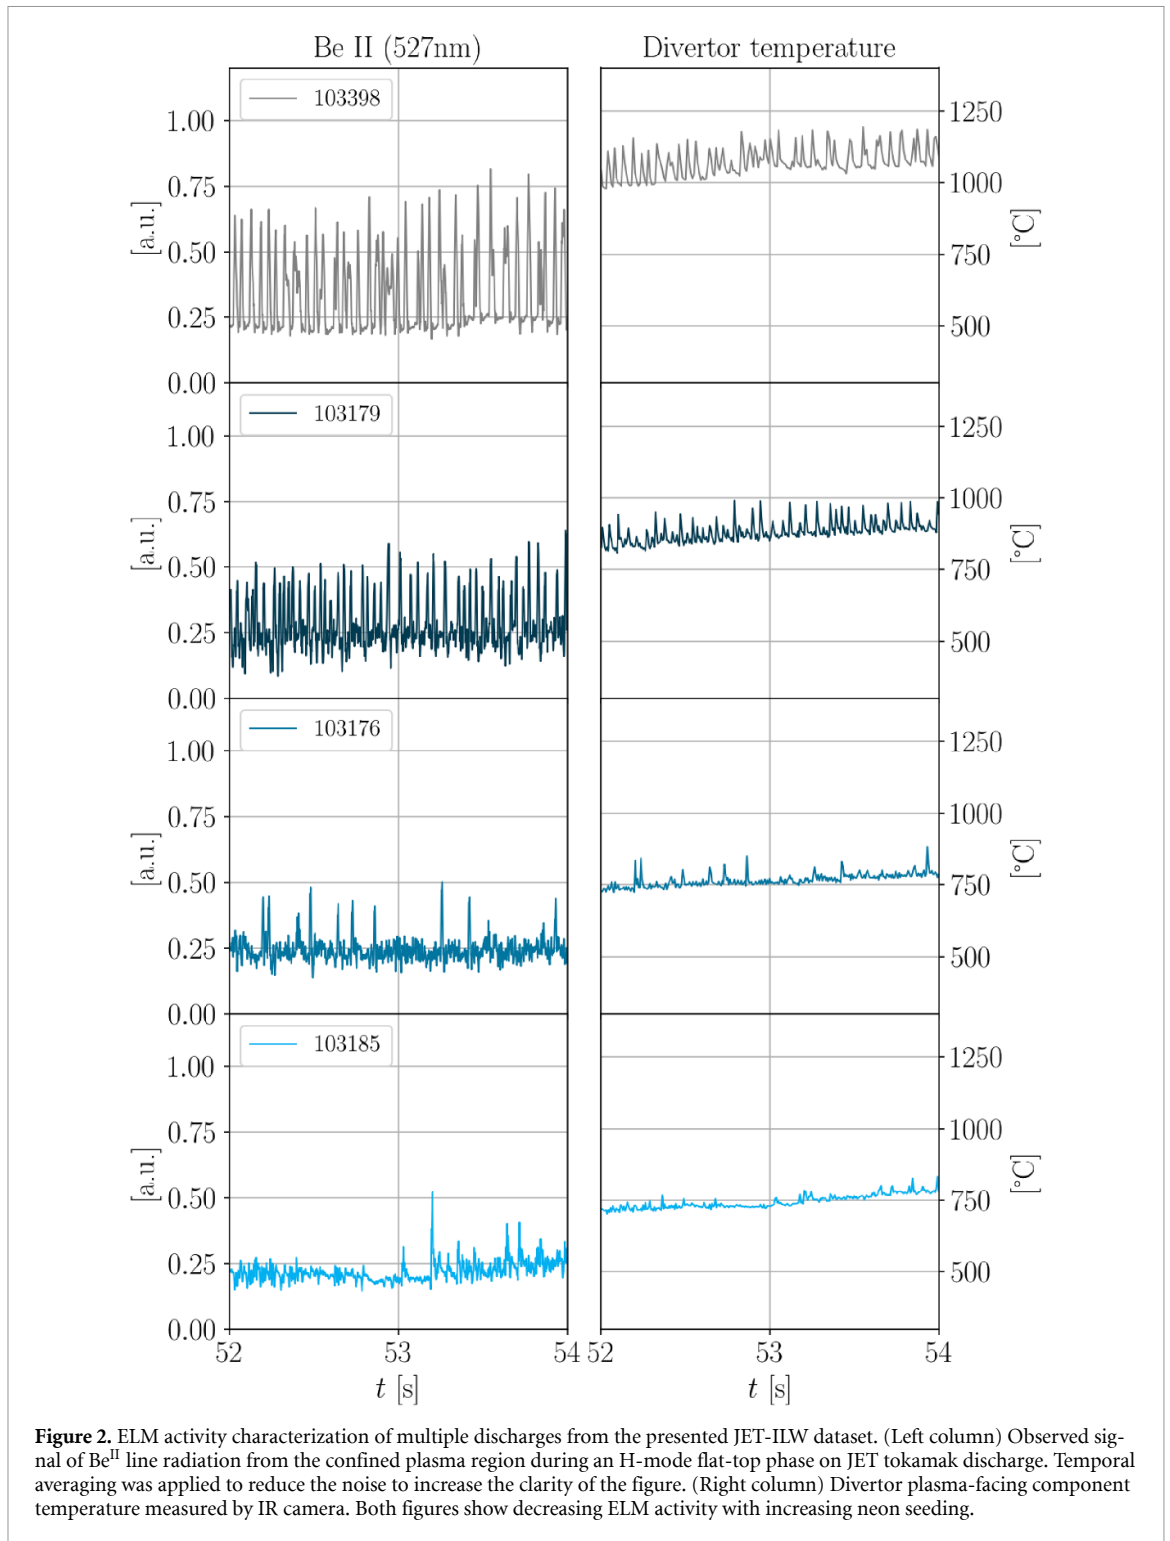 Be II (527nm)
Divertor temperature
103398
1.00
0.75
0.50
0.25
0.00
[a.u.]
1250
1000
750
500
[°C]
103179
1.00
0.75
0.50
0.25
0.00
[a.u.]
1250
1000
750
500
[°C]
103176
1.00
0.75
0.50
0.25
0.00
[a.u.]
1250
1000
750
500
[°C]
103185
1.00
0.75
0.50
0.25
0.00
[a.u.]
1250
1000
750
500
[°C]
52
53
54
52
53
54
t [s]
t [s]
Figure 2. ELM activity characterization of multiple discharges from the presented JET-ILW dataset. (Left column) Observed sig-
nal of Be^II line radiation from the confined plasma region during an H-mode flat-top phase on JET tokamak discharge. Temporal
averaging was applied to reduce the noise to increase the clarity of the figure. (Right column) Divertor plasma-facing component
temperature measured by IR camera. Both figures show decreasing ELM activity with increasing neon seeding.